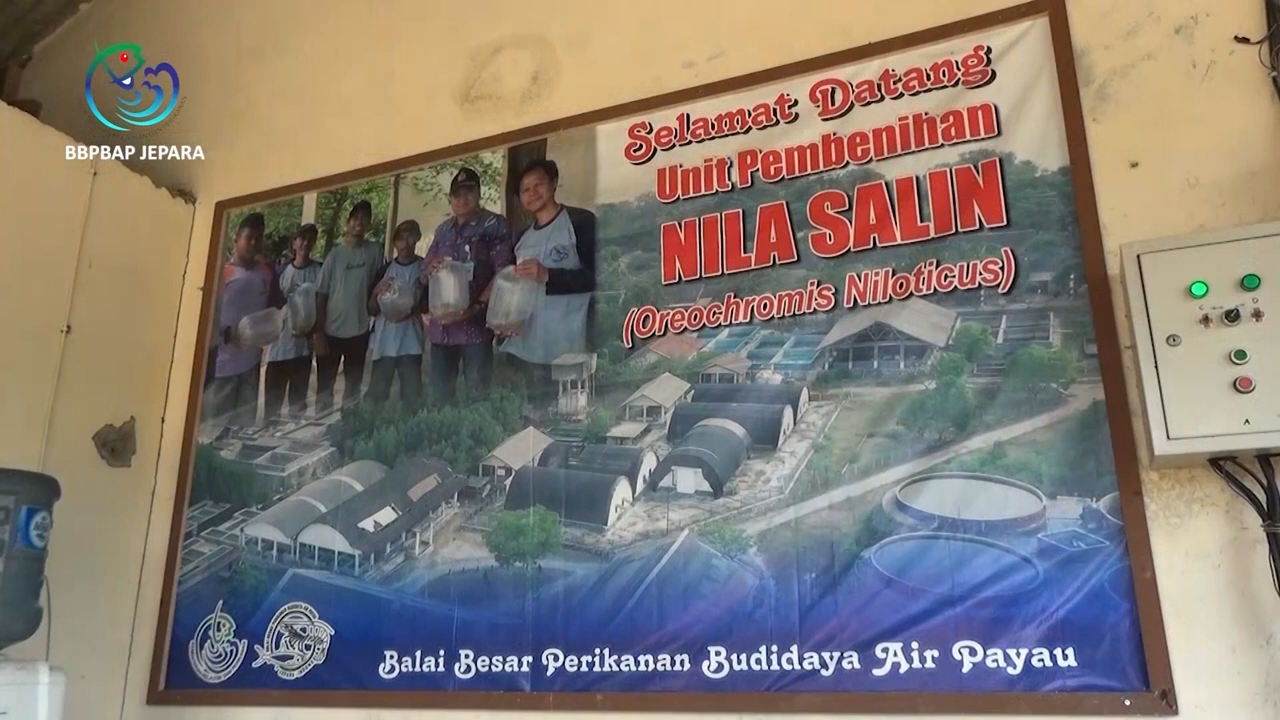 BBPBAP JEPARA
Selamat Datang
Unit Pembenihan
NILA SALIN
(Oreochromis Niloticus)
Balai Besar Perikanan Budidaya Air Payau
A